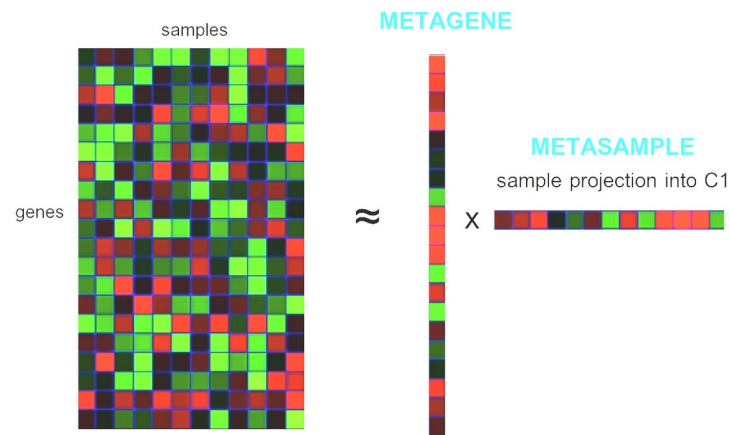 METAGENE
samples
METASAMPLE
sample projection into C1
genes
≈
X